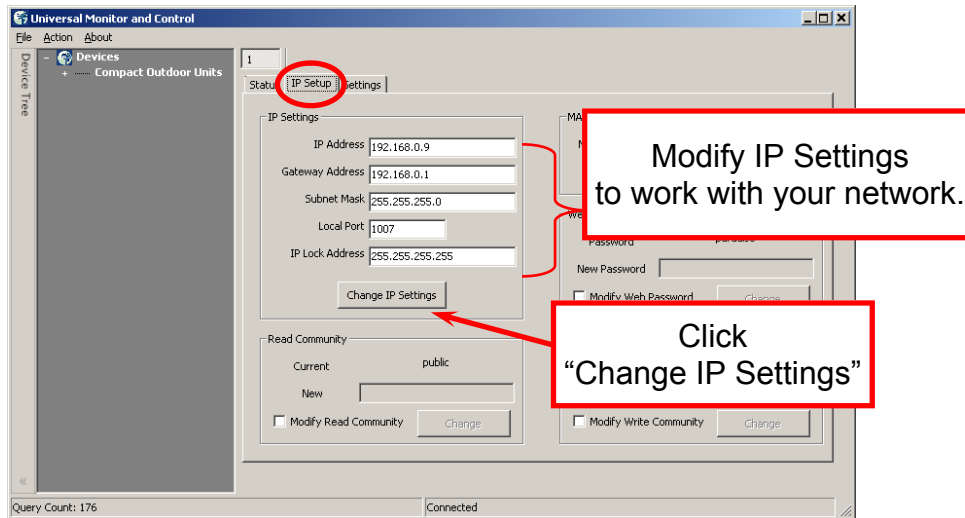 Universal Monitor and Control
File Action About
Device Tree
Devices
Compact Outdoor Units
1
Status IP Setup Settings
IP Settings
IP Address 192.168.0.9
Gateway Address 192.168.0.1
Subnet Mask 255.255.255.0
Local Port 1007
IP Lock Address 255.255.255.255
Change IP Settings
MA
Modify IP Settings
to work with your network.
We
Password
New Password
Modify Web Password Change
Click
“Change IP Settings”
Read Community
Current public
New
Modify Read Community Change
Modify Write Community Change
Query Count: 176
Connected